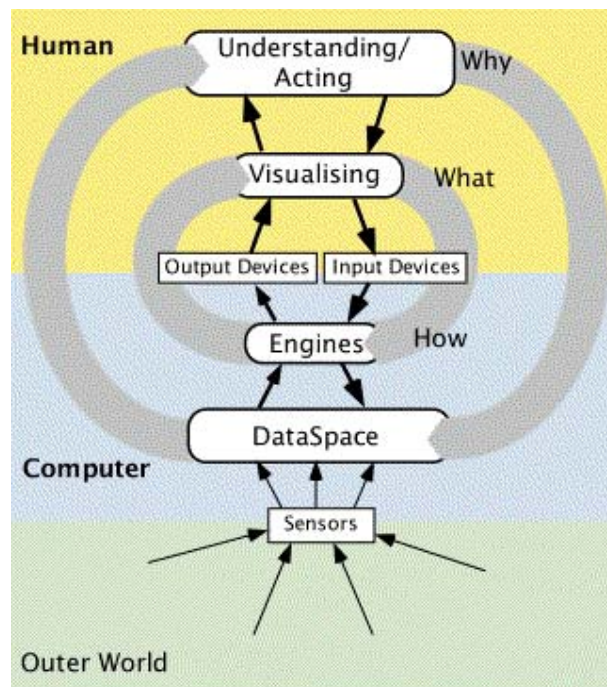 Human
Understanding/
Acting
Why
Visualising
What
Output Devices
Input Devices
Engines
How
DataSpace
Computer
Sensors
Outer World